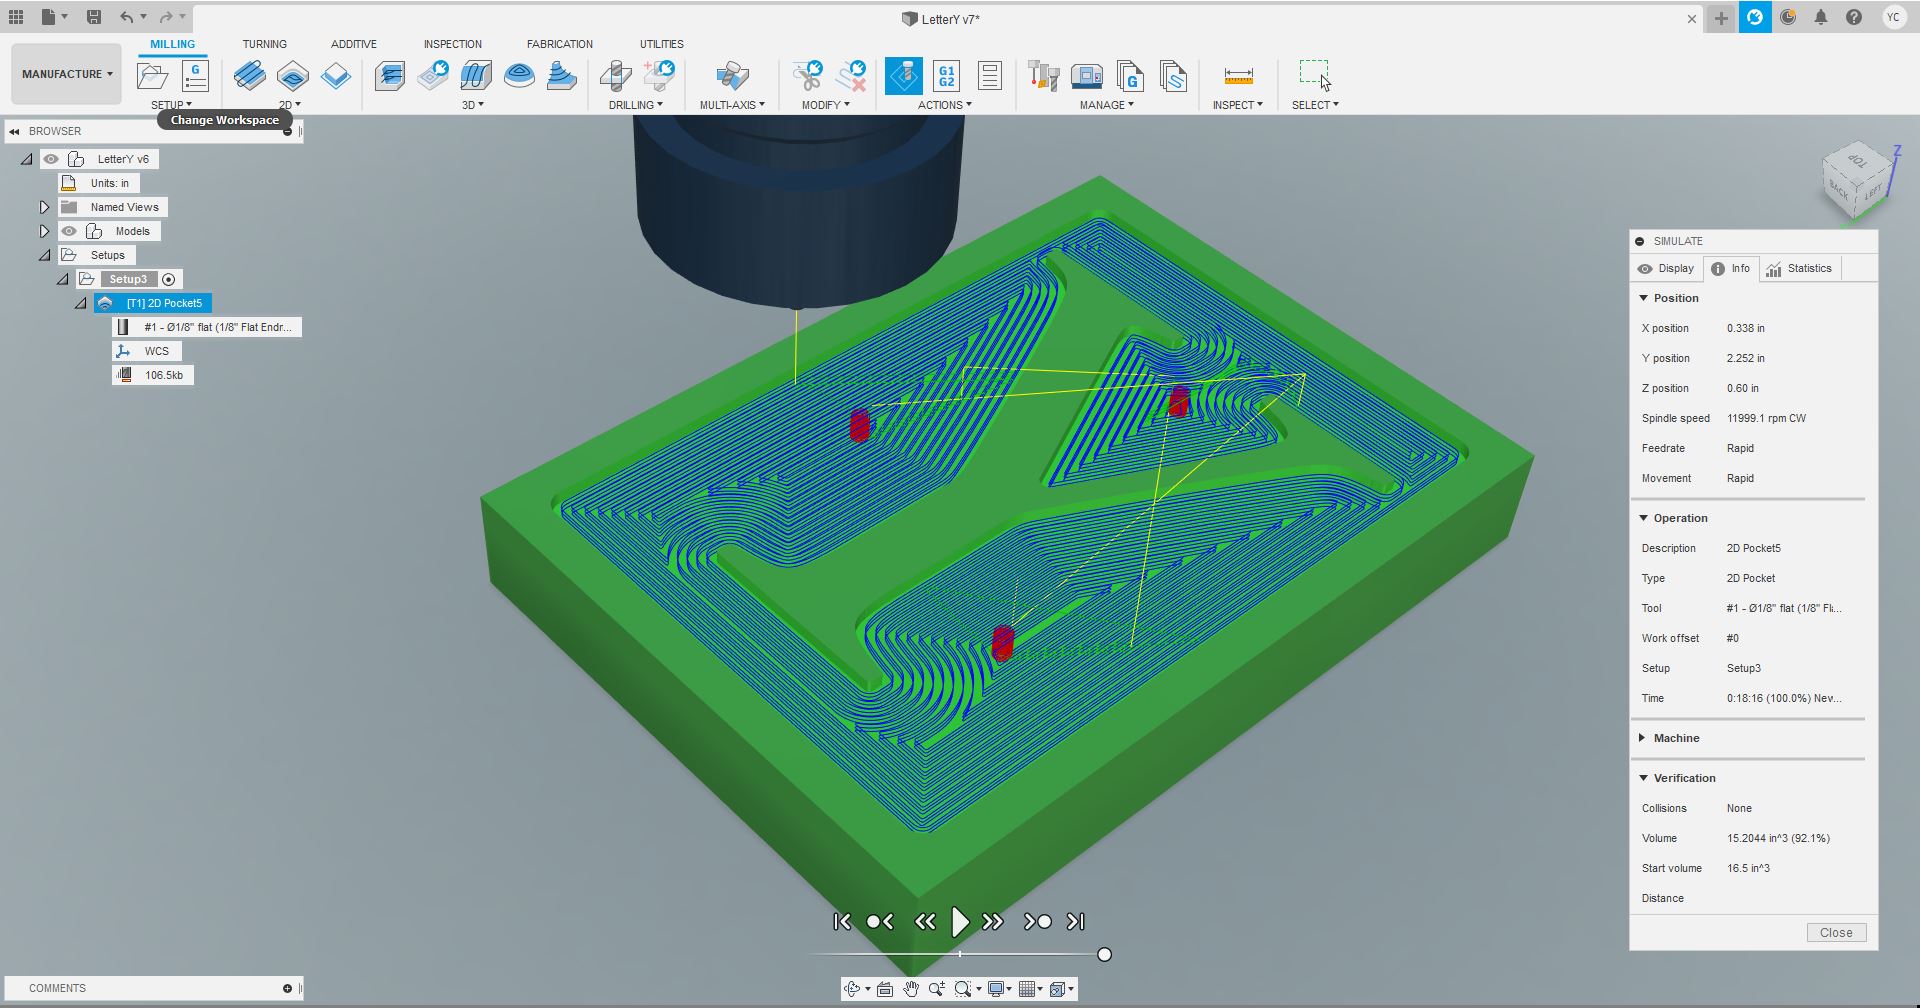 LetterY v7*
YC
MILLING
TURNING
ADDITIVE
INSPECTION
FABRICATION
UTILITIES
MANUFACTURE
G
G1
G2
G
SETUP
2D
3D
DRILLING
MULTI-AXIS
MODIFY
ACTIONS
MANAGE
INSPECT
SELECT
Change Workspace
BROWSER
LetterY v6
Units: in
Named Views
Models
Setups
Setup3
[T1] 2D Pocket5
#1 - Ø1/8" flat (1/8" Flat Endr...
WCS
106.5kb
TOP
BACK
LEFT
Z
SIMULATE
Display
Info
Statistics
Position
X position 0.338 in
Y position 2.252 in
Z position 0.60 in
Spindle speed 11999.1 rpm CW
Feedrate Rapid
Movement Rapid
Operation
Description 2D Pocket5
Type 2D Pocket
Tool #1 - Ø1/8" flat (1/8" Fl...
Work offset #0
Setup Setup3
Time 0:18:16 (100.0%) New...
Machine
Verification
Collisions None
Volume 15.2044 in^3 (92.1%)
Start volume 16.5 in^3
Distance
Close
COMMENTS